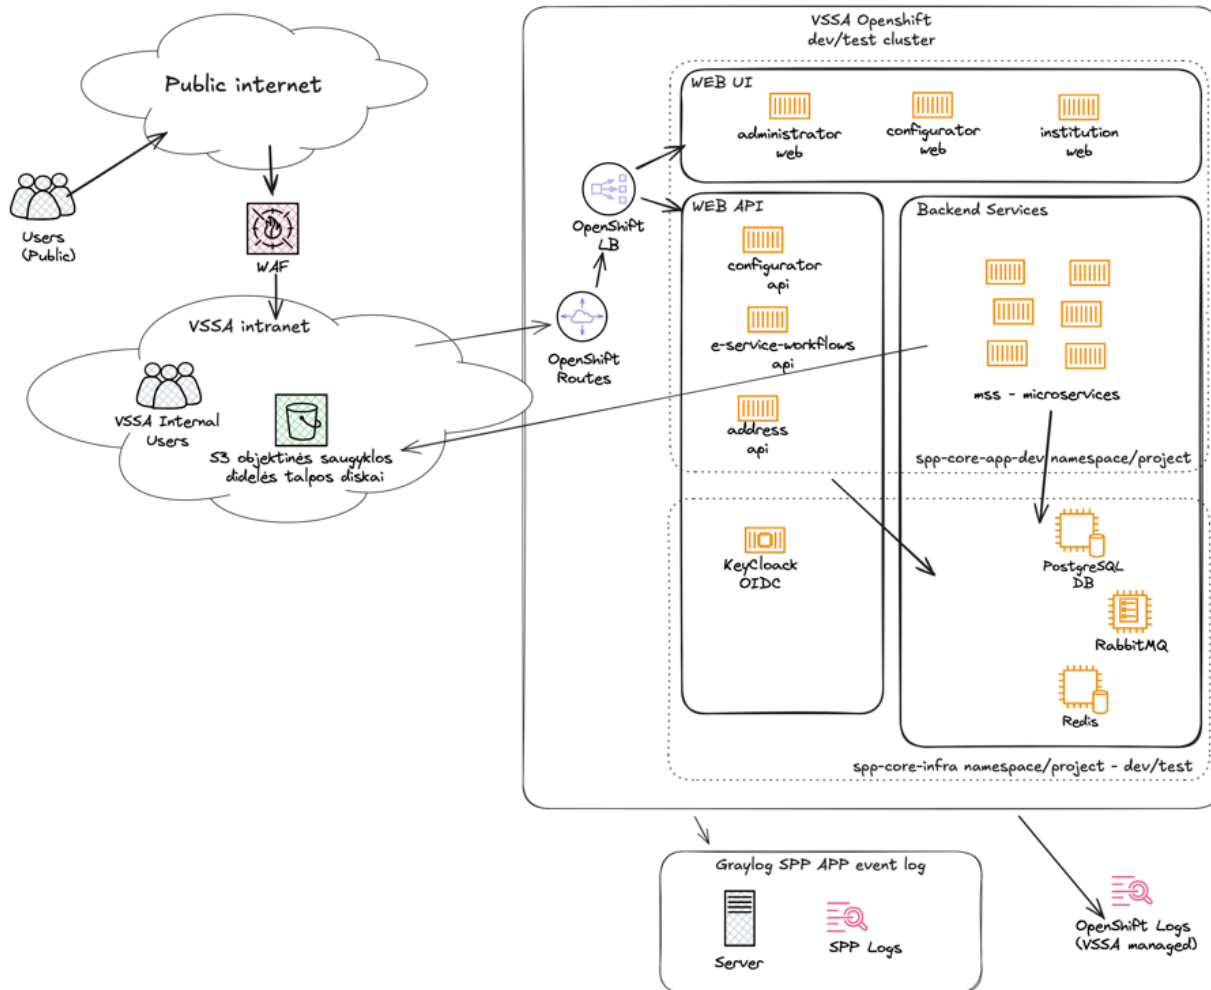 VSSA Openshift
dev/test cluster
Public internet
Users
(Public)
WAF
VSSA intranet
VSSA Internal
Users
S3 objektinės saugyklos
didelės talpos diskai
OpenShift
LB
OpenShift
Routes
WEB UI
administrator
web
configurator
web
institution
web
WEB API
configurator
api
e-service-workflows
api
address
api
Backend Services
mss - microservices
spp-core-app-dev namespace/project
KeyCloack
OIDC
PostgreSQL
DB
RabbitMQ
Redis
spp-core-infra namespace/project - dev/test
Graylog SPP APP event log
Server
SPP Logs
OpenShift Logs
(VSSA managed)